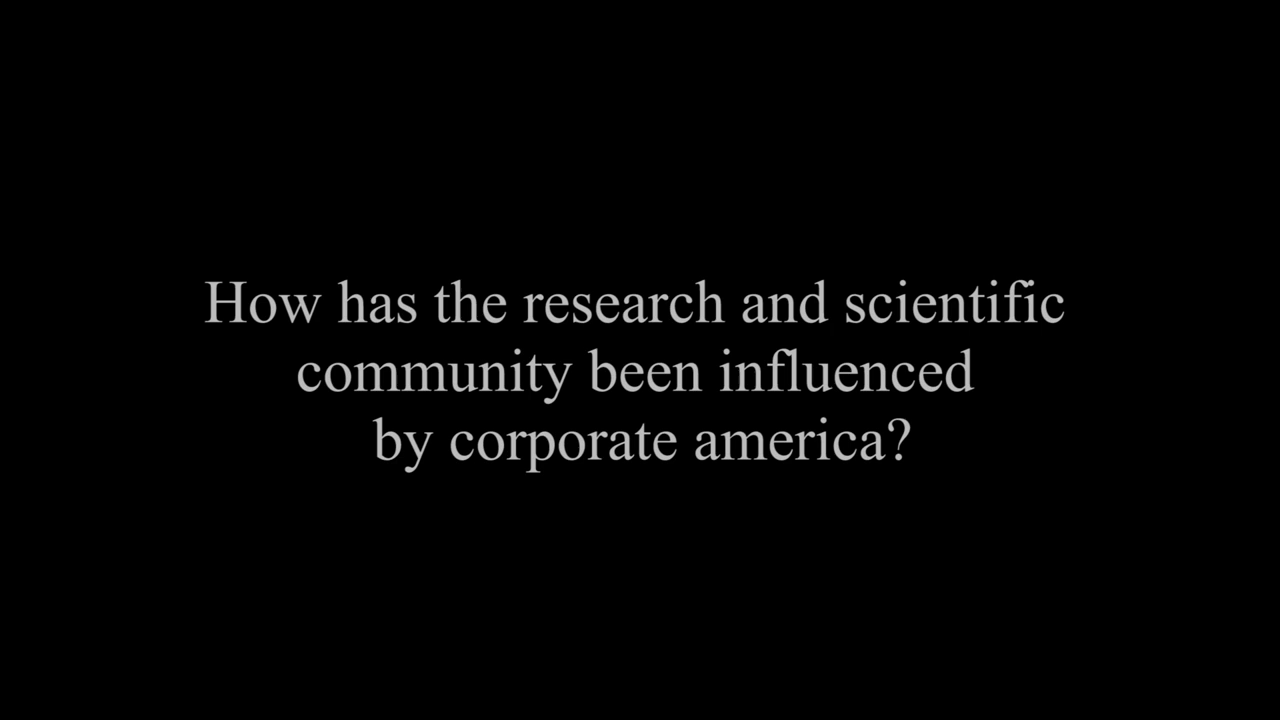 How has the research and scientific
community been influenced
by corporate america?